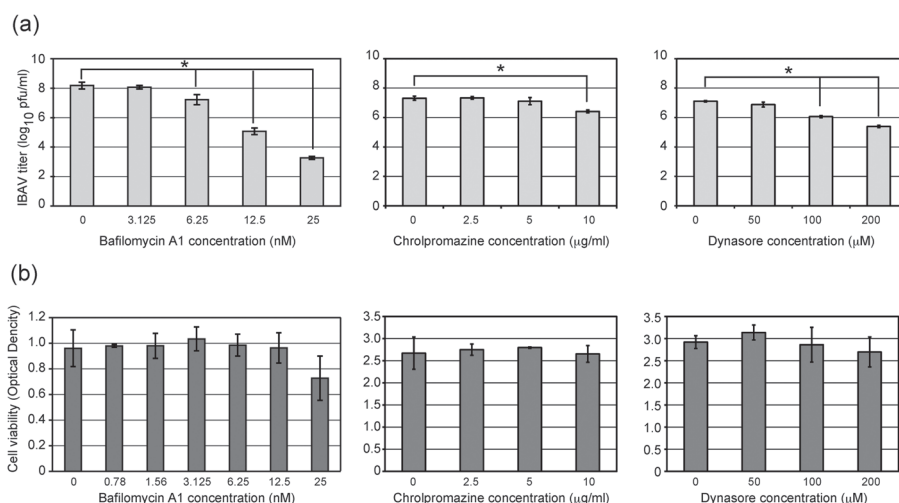 (a)
10
8
6
4
2
0
IBAV titer (log10 pfu/ml)
*
0 3.125 6.25 12.5 25
Bafilomycin A1 concentration (nM)
10
8
6
4
2
0
*
0 2.5 5 10
Chrolpromazine concentration (μg/ml)
10
8
6
4
2
0
*
0 50 100 200
Dynasore concentration (μM)
(b)
1.2
1.0
0.8
0.6
0.4
0.2
0
Cell viability (Optical Dencity)
0 0.78 1.56 3.125 6.25 12.5 25
Bafilomycin A1 concentration (nM)
3.5
3.0
2.5
2.0
1.5
1.0
0.5
0
0 2.5 5 10
Chrolpromazine concentration (μg/ml)
3.5
3.0
2.5
2.0
1.5
1.0
0.5
0
0 50 100 200
Dynasore concentration (μM)